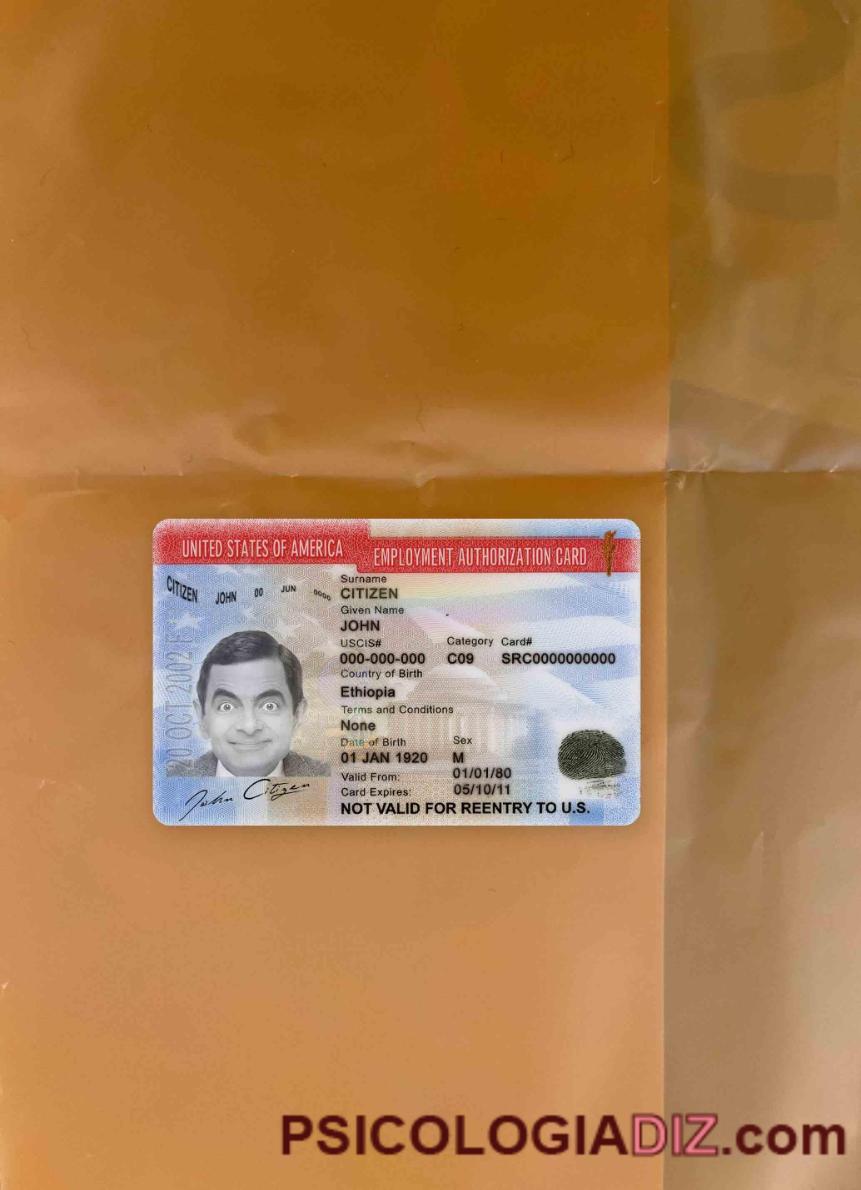 UNITED STATES OF AMERICA EMPLOYMENT AUTHORIZATION CARD
CITIZEN JOHN 00 JUN 0000
20 OCT 2002 F
Surname
CITIZEN
Given Name
JOHN
USCIS# Category Card#
000-000-000 C09 SRC0000000000
Country of Birth
Ethiopia
Terms and Conditions
None
Date of Birth Sex
01 JAN 1920 M
Valid From: 01/01/80
Card Expires: 05/10/11
NOT VALID FOR REENTRY TO U.S.
John Citizen
PSICOLOGIADIZ.com